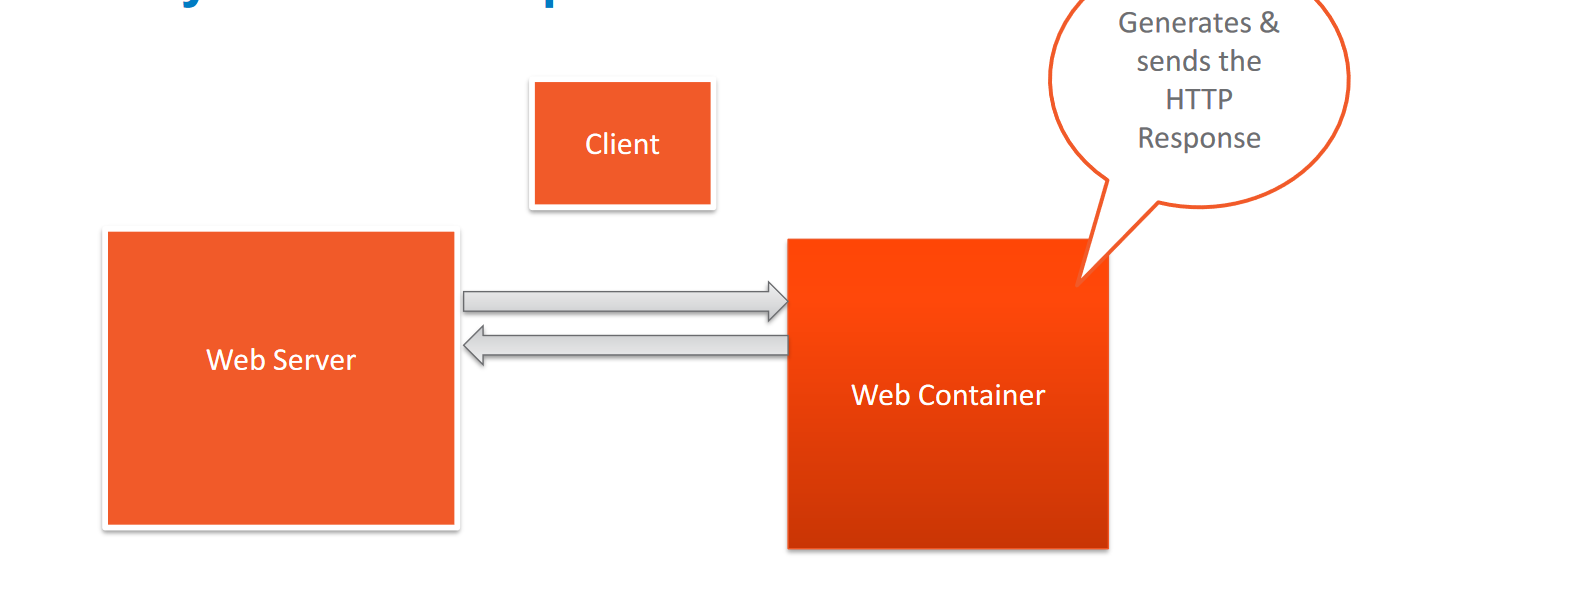 Generates &
sends the
HTTP
Response
Client
Web Server
Web Container